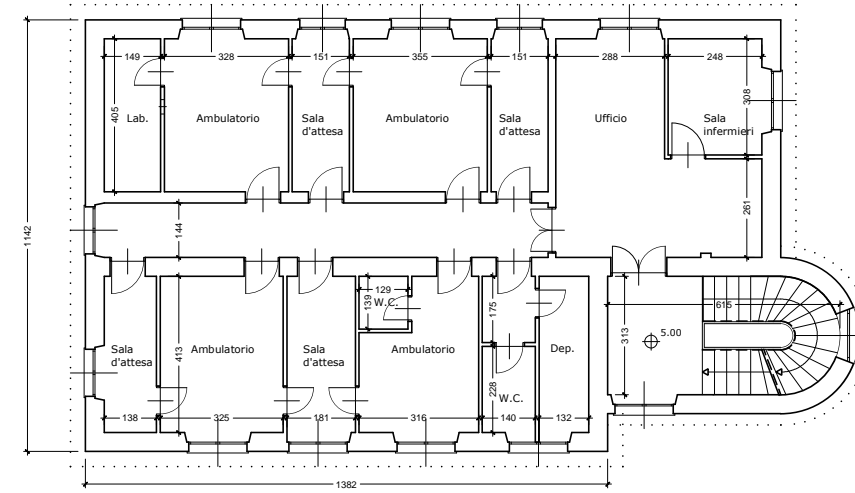 149
328
151
355
151
288
248
308
405
Lab.
Ambulatorio
Sala
d'attesa
Ambulatorio
Sala
d'attesa
Ufficio
Sala
infermieri
1142
144
261
129
139
W.C.
175
615
313
5.00
413
Sala
d'attesa
Ambulatorio
Sala
d'attesa
Ambulatorio
Dep.
228
W.C.
138
325
181
316
140
132
1382